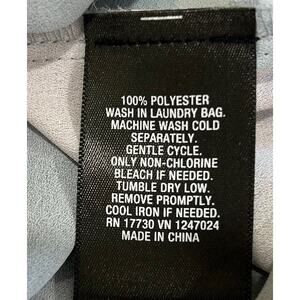 100% POLYESTER
WASH IN LAUNDRY BAG.
MACHINE WASH COLD
SEPARATELY.
GENTLE CYCLE.
ONLY NON-CHLORINE
BLEACH IF NEEDED.
TUMBLE DRY LOW.
REMOVE PROMPTLY.
COOL IRON IF NEEDED.
RN 17730 VN 1247024
MADE IN CHINA